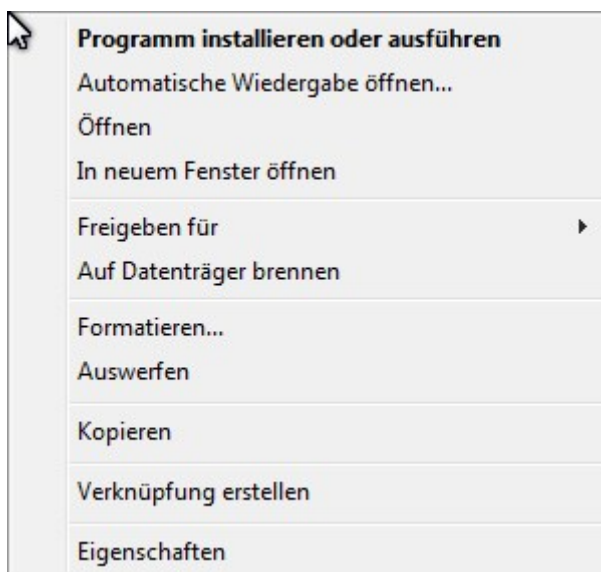 Programm installieren oder ausführen
Automatische Wiedergabe öffnen...
Öffnen
In neuem Fenster öffnen
Freigeben für
Auf Datenträger brennen
Formatieren...
Auswerfen
Kopieren
Verknüpfung erstellen
Eigenschaften